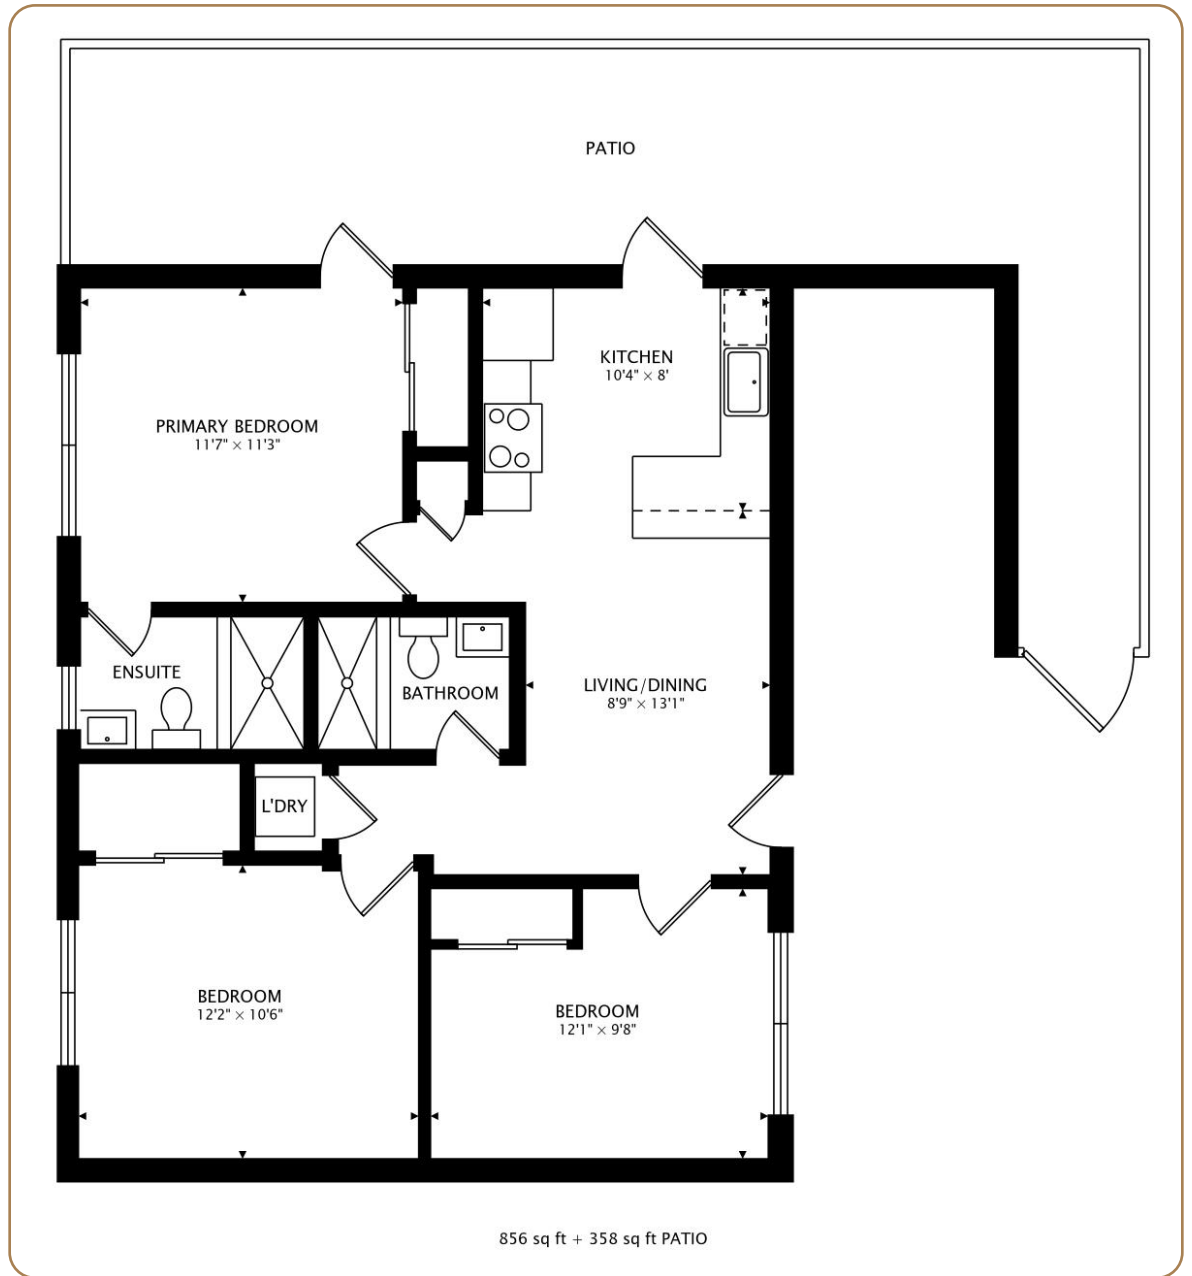 PATIO
KITCHEN
10'4" × 8'
PRIMARY BEDROOM
11'7" × 11'3"
ENSUITE
BATHROOM
LIVING/DINING
8'9" × 13'1"
L'DRY
BEDROOM
12'2" × 10'6"
BEDROOM
12'1" × 9'8"
856 sq ft + 358 sq ft PATIO